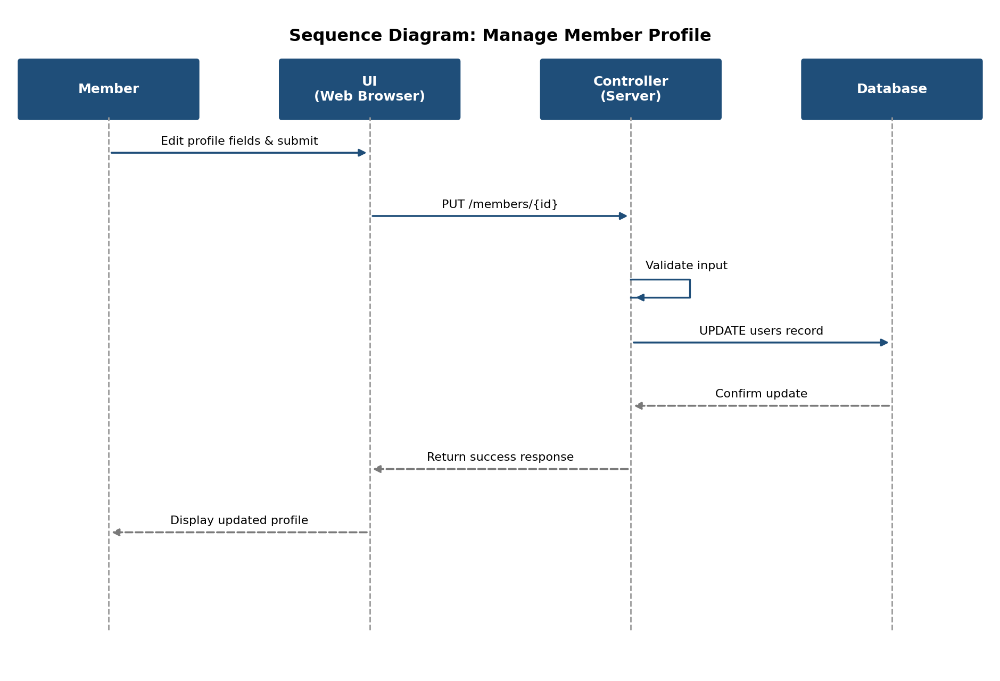 Sequence Diagram: Manage Member Profile
Member
UI
(Web Browser)
Controller
(Server)
Database
Edit profile fields & submit
PUT /members/{id}
Validate input
UPDATE users record
Confirm update
Return success response
Display updated profile